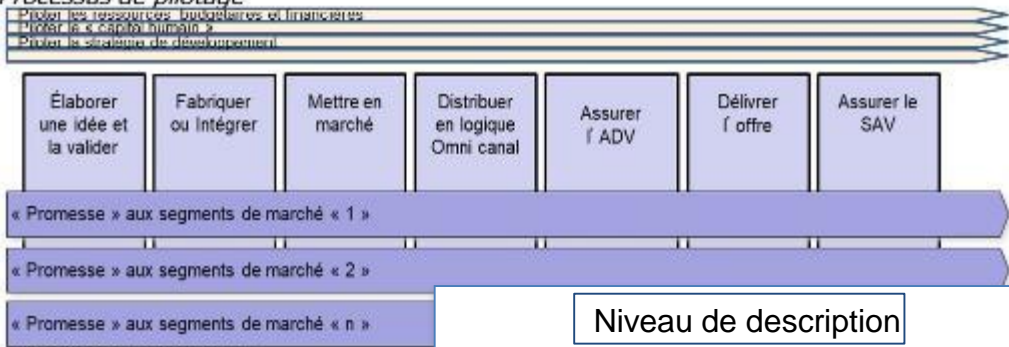 Processus de pilotage
Piloter les ressources budgétaires et financières
Piloter le « capital humain »
Piloter la stratégie de développement
Élaborer
une idée et
la valider
Fabriquer
ou Intégrer
Mettre en
marché
Distribuer
en logique
Omni canal
Assurer
l' ADV
Délivrer
l' offre
Assurer le
SAV
« Promesse » aux segments de marché « 1 »
« Promesse » aux segments de marché « 2 »
« Promesse » aux segments de marché « n »
Niveau de description